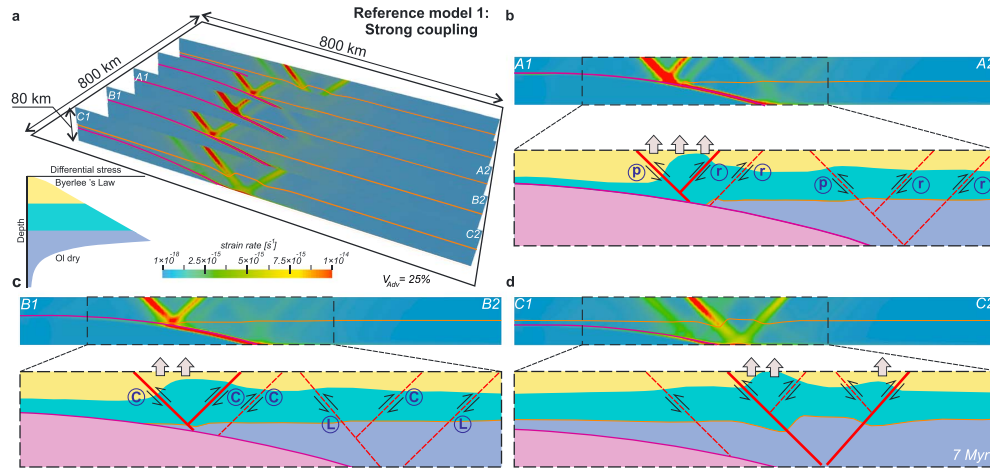 a
Reference model 1:
Strong coupling
800 km
800 km
80 km
A1
B1
C1
A2
B2
C2
Differential stress
Byerlee 's Law
Depth
Ol dry
strain rate [s¹]
1×10⁻¹⁸ 2.5×10⁻¹⁵ 5×10⁻¹⁵ 7.5×10⁻¹⁵ 1×10⁻¹⁴
V_Adv = 25%
b
A1 A2
p r r p r r
c
B1 B2
C C C C
L L
d
C1 C2
7 Myr